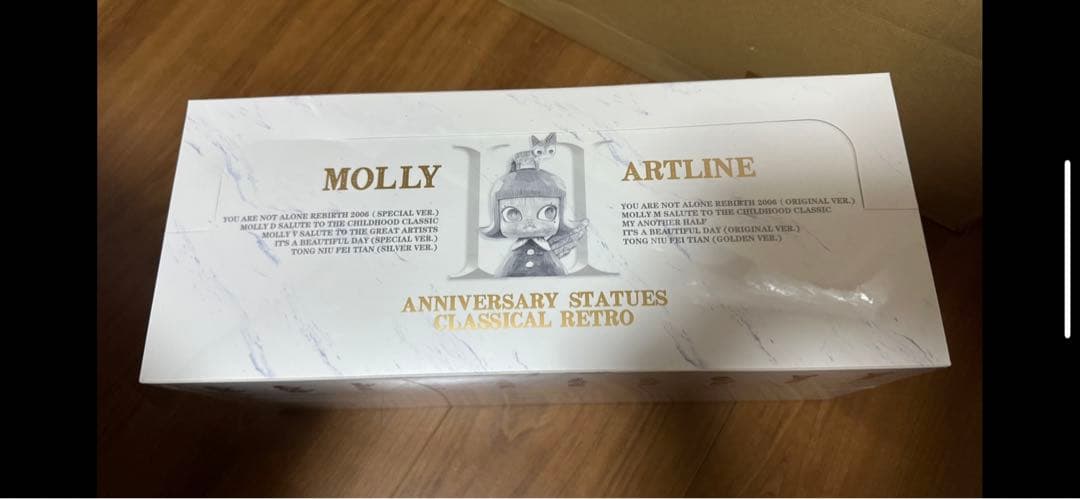 MOLLY
YOU ARE NOT ALONE REBIRTH 2006 ( SPECIAL VER.)
MOLLY D SALUTE TO THE CHILDHOOD CLASSIC
MOLLY V SALUTE TO THE GREAT ARTISTS
IT'S A BEAUTIFUL DAY (SPECIAL VER.)
TONG NIU FEI TIAN (SILVER VER.)
II
ARTLINE
YOU ARE NOT ALONE REBIRTH 2006 ( ORIGINAL VER.)
MOLLY M SALUTE TO THE CHILDHOOD CLASSIC
MY ANOTHER HALF
IT'S A BEAUTIFUL DAY (ORIGINAL VER.)
TONG NIU FEI TIAN (GOLDEN VER.)
ANNIVERSARY STATUES
CLASSICAL RETRO